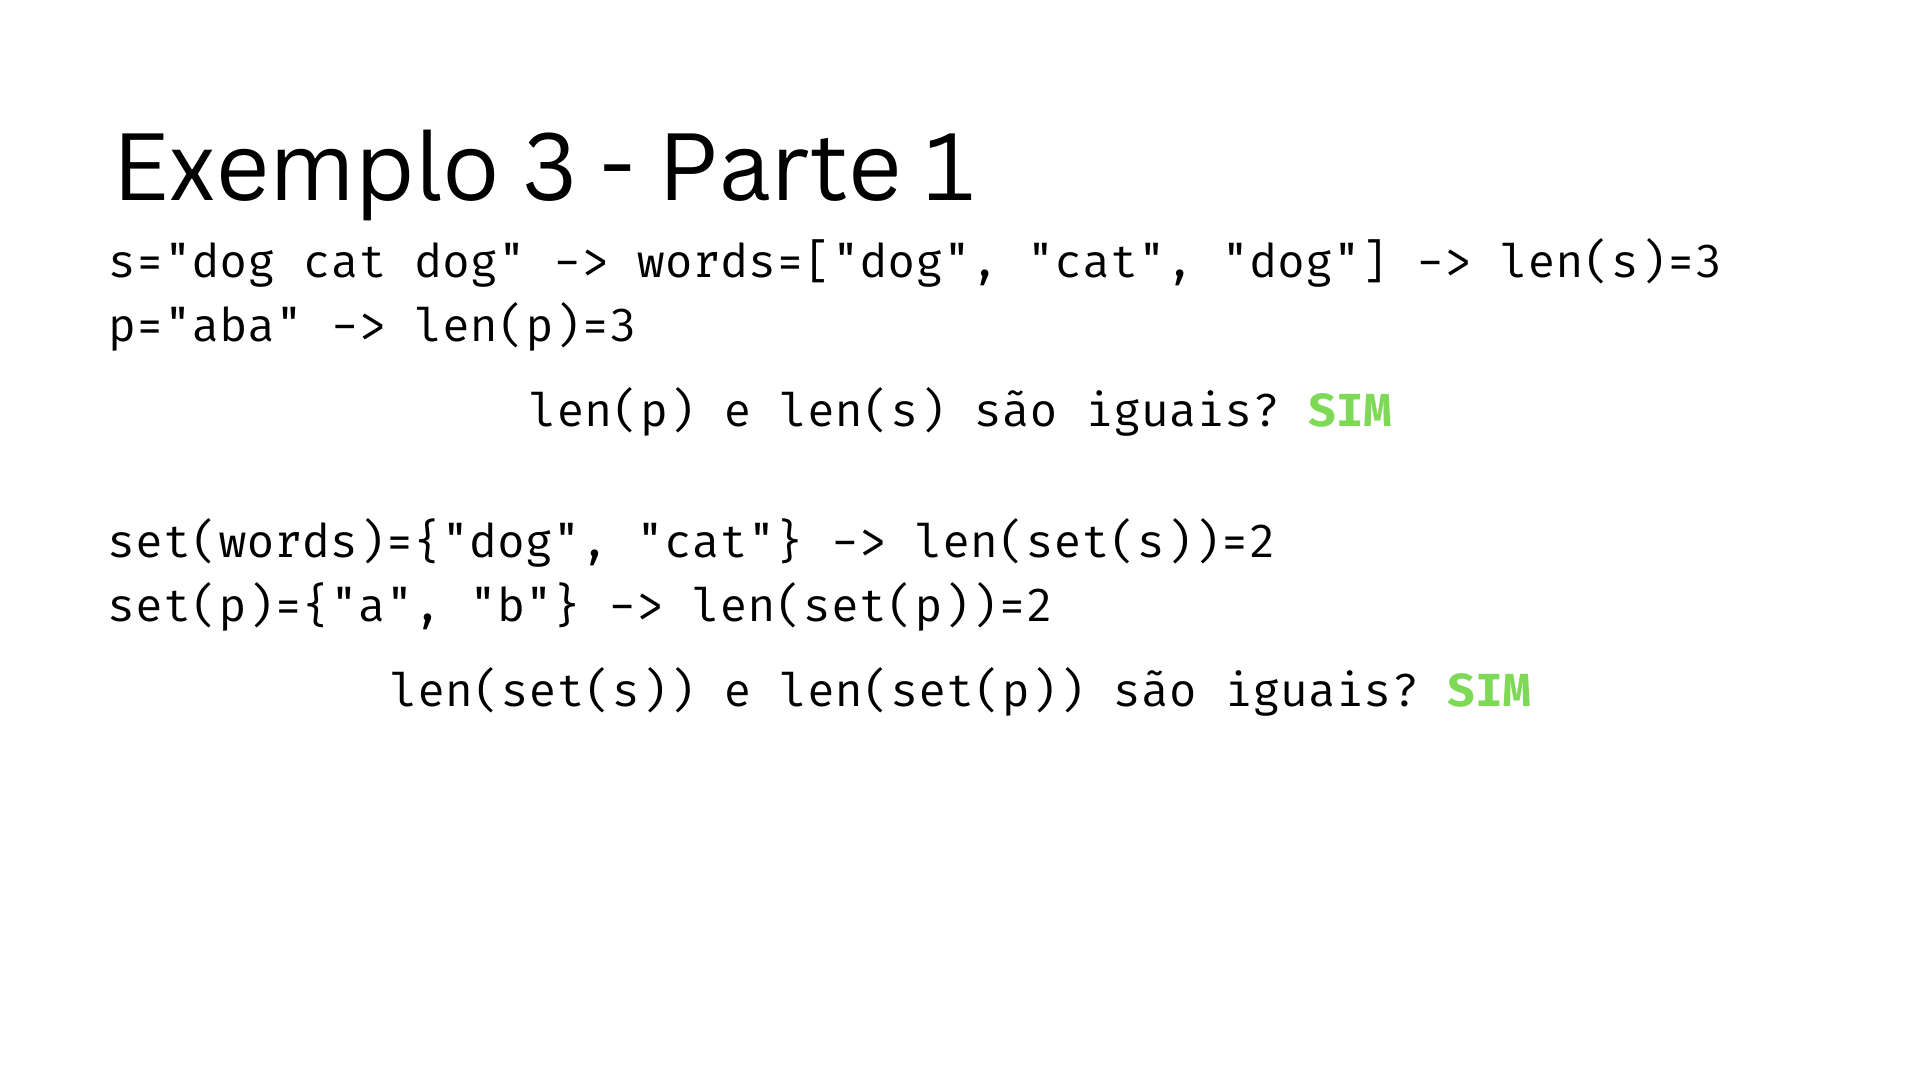 Exemplo 3 - Parte 1
s="dog cat dog" -> words=["dog", "cat", "dog"] -> len(s)=3
p="aba" -> len(p)=3
len(p) e len(s) são iguais? SIM
set(words)={"dog", "cat"} -> len(set(s))=2
set(p)={"a", "b"} -> len(set(p))=2
len(set(s)) e len(set(p)) são iguais? SIM